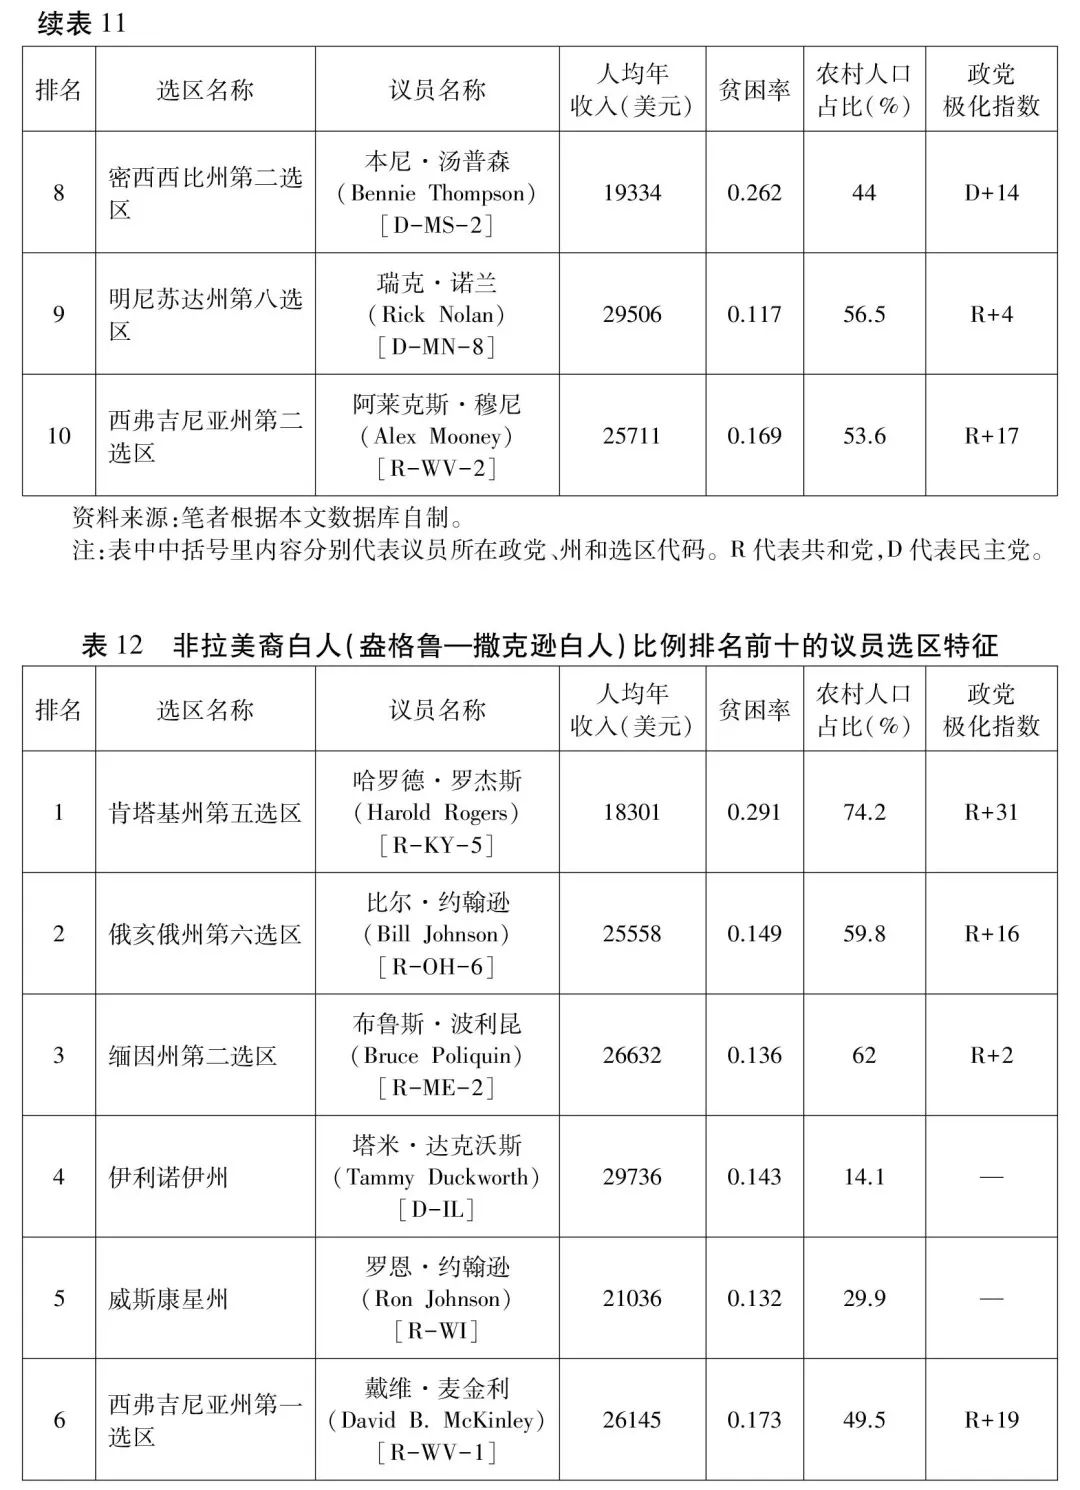 续表 11
排名 选区名称 议员名称 人均年收入(美元) 贫困率 农村人口占比(%) 政党极化指数
8 密西西比州第二选区 本尼·汤普森 (Bennie Thompson) [D-MS-2] 19334 0.262 44 D+14
9 明尼苏达州第八选区 瑞克·诺兰 (Rick Nolan) [D-MN-8] 29506 0.117 56.5 R+4
10 西弗吉尼亚州第二选区 阿莱克斯·穆尼 (Alex Mooney) [R-WV-2] 25711 0.169 53.6 R+17
资料来源:笔者根据本文数据库自制。
注:表中中括号里内容分别代表议员所在政党、州和选区代码。R 代表共和党,D 代表民主党。
表 12 非拉美裔白人(盎格鲁—撒克逊白人)比例排名前十的议员选区特征
排名 选区名称 议员名称 人均年收入(美元) 贫困率 农村人口占比(%) 政党极化指数
1 肯塔基州第五选区 哈罗德·罗杰斯 (Harold Rogers) [R-KY-5] 18301 0.291 74.2 R+31
2 俄亥俄州第六选区 比尔·约翰逊 (Bill Johnson) [R-OH-6] 25558 0.149 59.8 R+16
3 缅因州第二选区 布鲁斯·波利昆 (Bruce Poliquin) [R-ME-2] 26632 0.136 62 R+2
4 伊利诺伊州 塔米·达克沃斯 (Tammy Duckworth) [D-IL] 29736 0.143 14.1 —
5 威斯康星州 罗恩·约翰逊 (Ron Johnson) [R-WI] 21036 0.132 29.9 —
6 西弗吉尼亚州第一选区 戴维·麦金利 (David B. McKinley) [R-WV-1] 26145 0.173 49.5 R+19